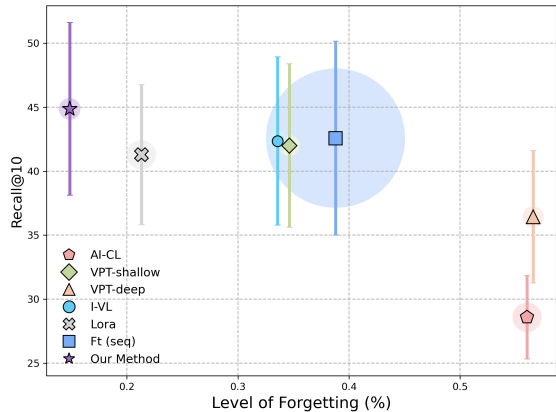 50
45
40
35
30
25
Recall@10
AI-CL
VPT-shallow
VPT-deep
I-VL
Lora
Ft (seq)
Our Method
0.2 0.3 0.4 0.5
Level of Forgetting (%)